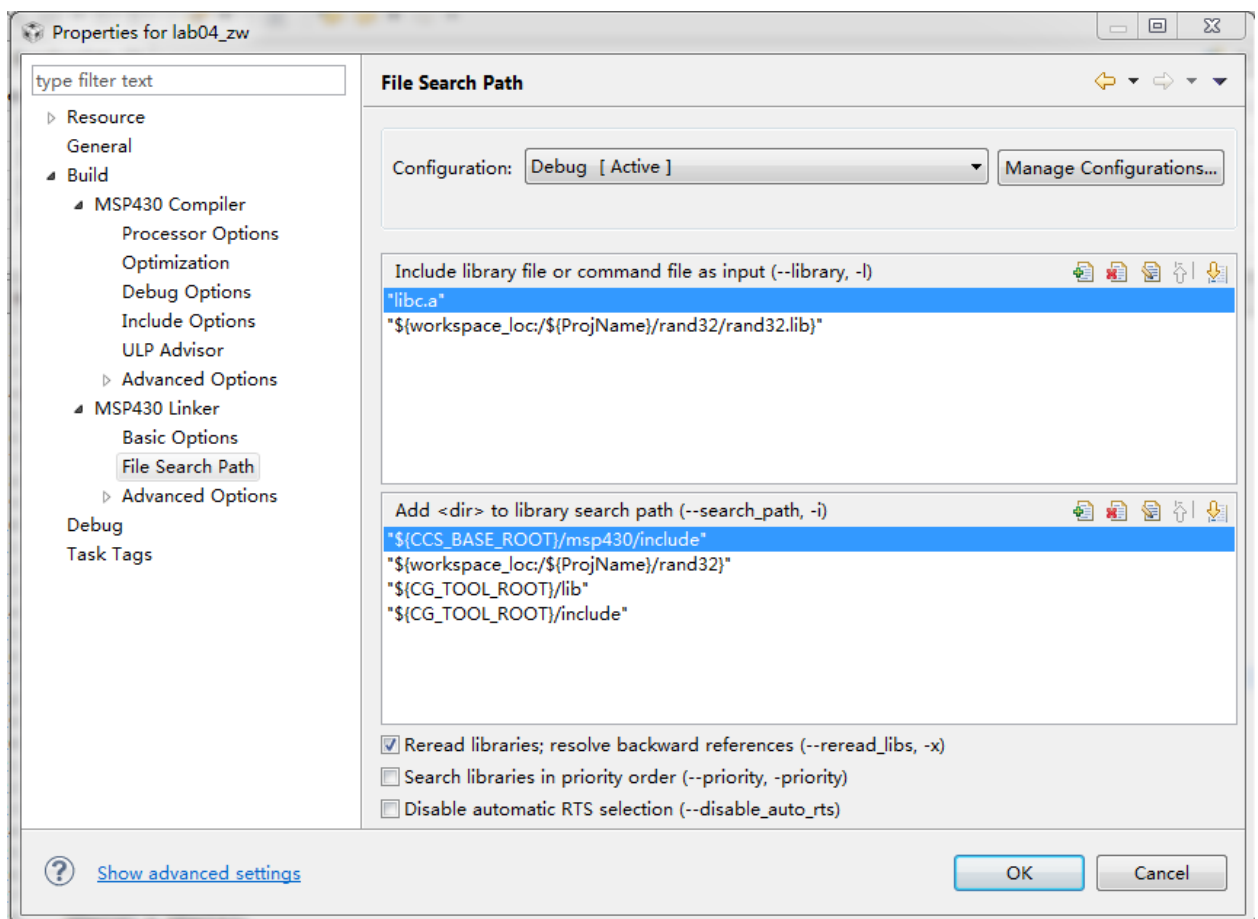 Properties for lab04_zw
type filter text
Resource
General
Build
MSP430 Compiler
Processor Options
Optimization
Debug Options
Include Options
ULP Advisor
Advanced Options
MSP430 Linker
Basic Options
File Search Path
Advanced Options
Debug
Task Tags
File Search Path
Configuration: Debug [ Active ] Manage Configurations...
Include library file or command file as input (--library, -l)
"libc.a"
"${workspace_loc:/${ProjName}/rand32/rand32.lib}"
Add <dir> to library search path (--search_path, -i)
"${CCS_BASE_ROOT}/msp430/include"
"${workspace_loc:/${ProjName}/rand32}"
"${CG_TOOL_ROOT}/lib"
"${CG_TOOL_ROOT}/include"
Reread libraries; resolve backward references (--reread_libs, -x)
Search libraries in priority order (--priority, -priority)
Disable automatic RTS selection (--disable_auto_rts)
Show advanced settings
OK Cancel